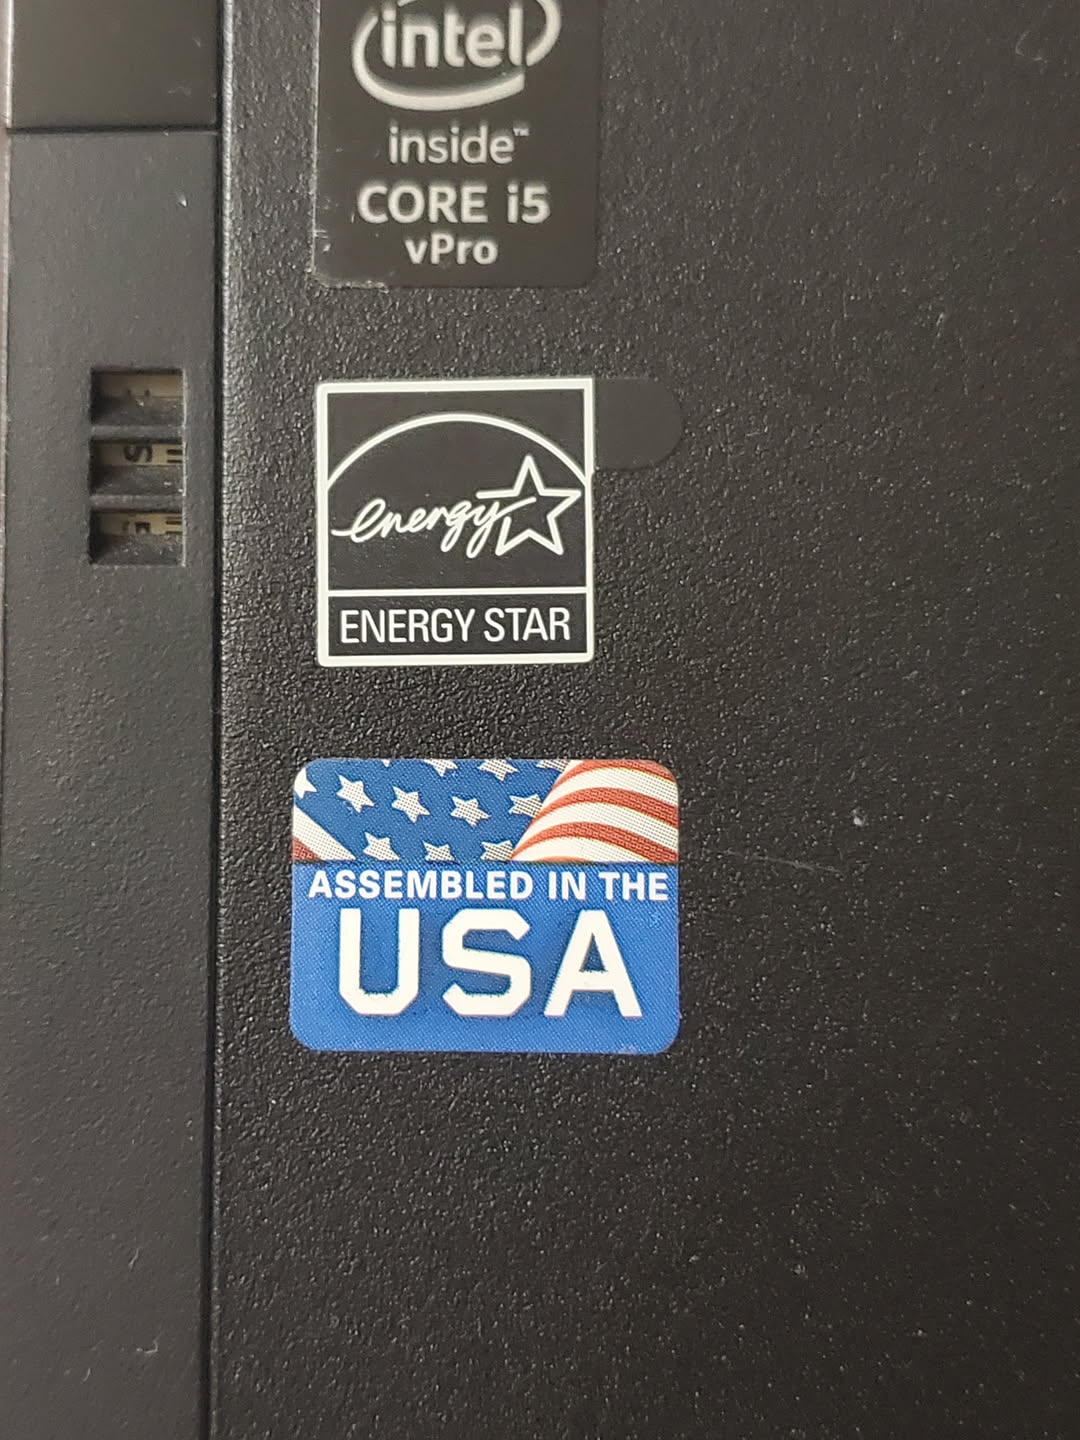 intel
inside™
CORE i5
vPro
energy
ENERGY STAR
ASSEMBLED IN THE
USA